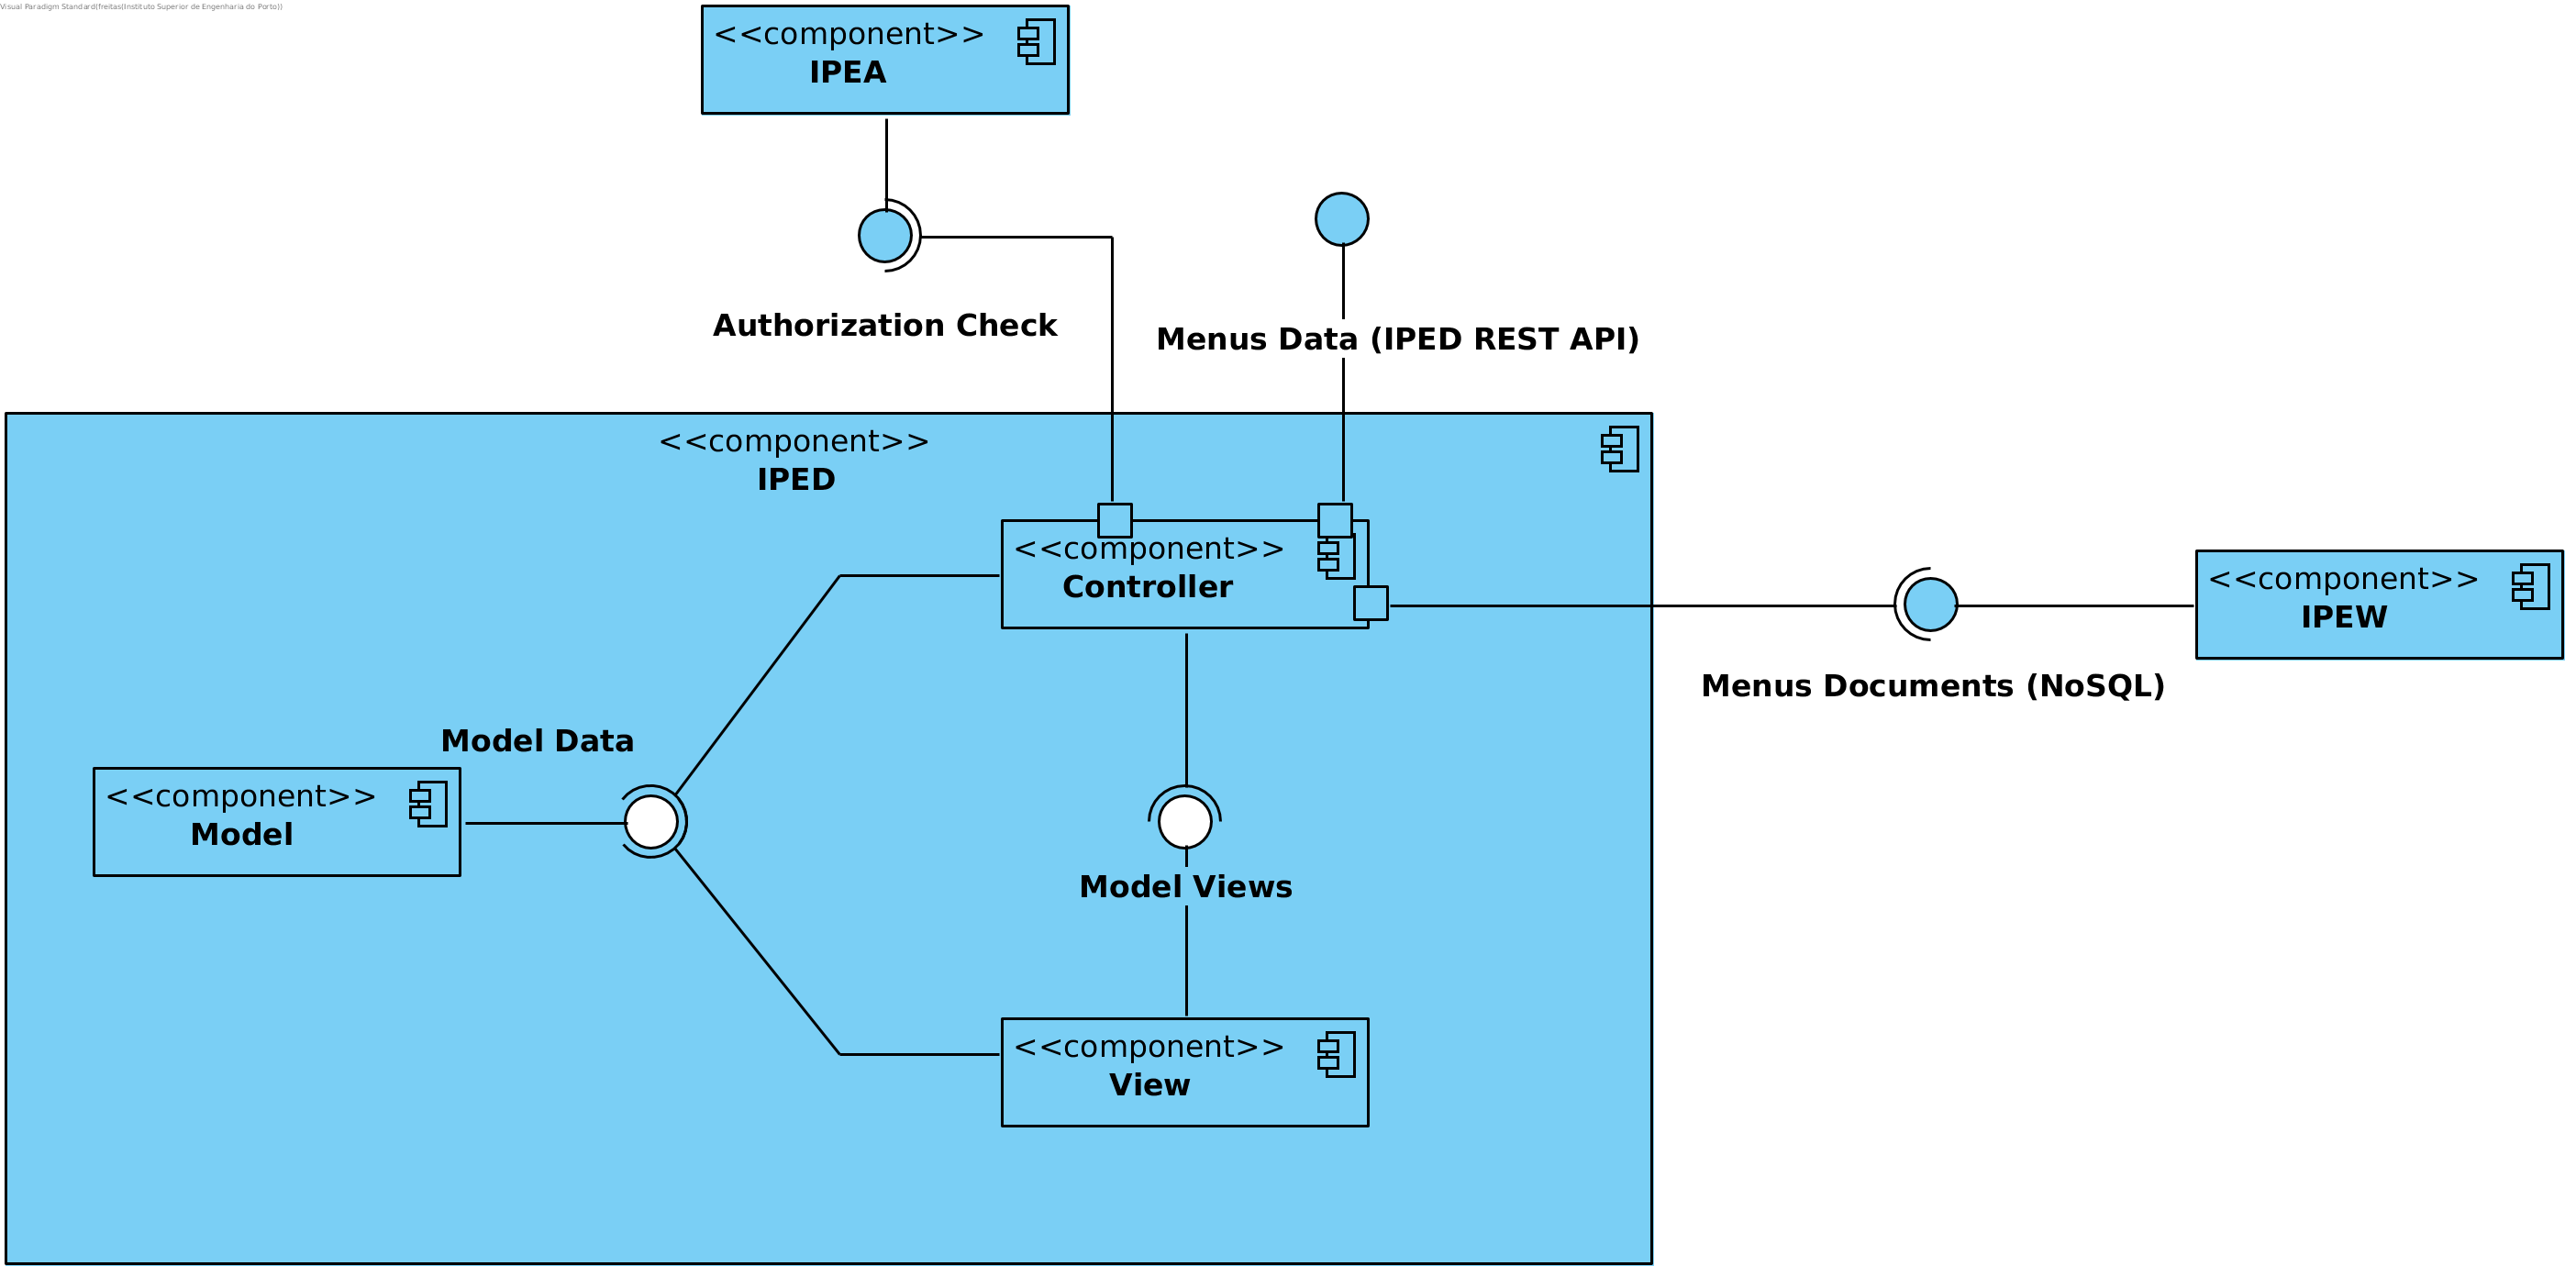 Visual Paradigm Standard(freitas(Instituto Superior de Engenharia do Porto))
<<component>>
IPEA
Authorization Check
Menus Data (IPED REST API)
<<component>>
IPED
<<component>>
Controller
<<component>>
IPEW
Menus Documents (NoSQL)
Model Data
<<component>>
Model
Model Views
<<component>>
View